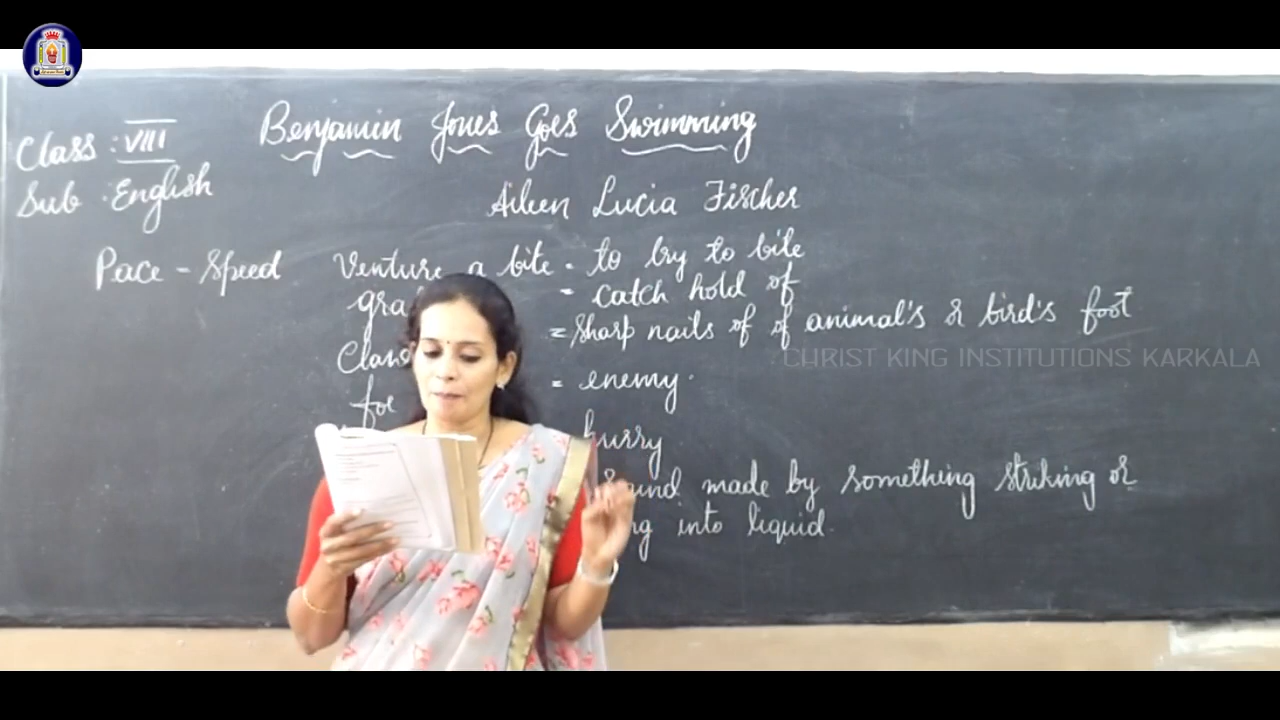 Class : VIII
Sub : English
Benjamin Jones Goes Swimming
Aileen Lucia Fischer
Pace - Speed
Venture a bite = to try to bite
= catch hold of
= Sharp nails of of animal's & bird's foot
foe = enemy.
hurry
Sound made by something striking or
into liquid.
CHRIST KING INSTITUTIONS KARKALA